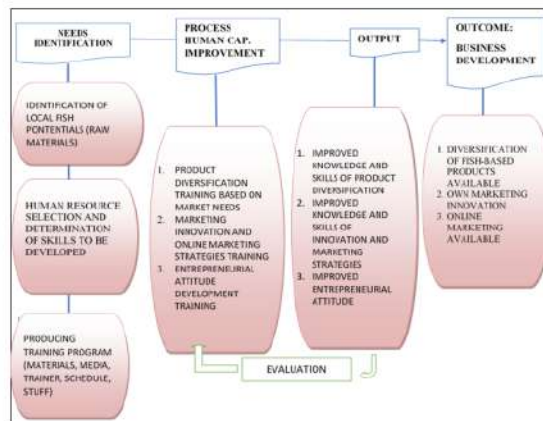 NEEDS
IDENTIFICATION
PROCESS
HUMAN CAP.
IMPROVEMENT
OUTPUT
OUTCOME:
BUSINESS
DEVELOPMENT
IDENTIFICATION OF
LOCAL FISH
PONTENTIALS (RAW
MATERIALS)
HUMAN RESOURCE
SELECTION AND
DETERMINATION
OF SKILLS TO BE
DEVELOPED
PRODUCING
TRAINING PROGRAM
(MATERIALS, MEDIA,
TRAINER, SCHEDULE,
STUFF)
1. PRODUCT
DIVERSIFICATION
TRAINING BASED ON
MARKET NEEDS
2. MARKETING
INNOVATION AND
ONLINE MARKETING
STRATEGIES TRAINING
3. ENTREPRENEURIAL
ATTITUDE
DEVELOPMENT
TRAINING
1. IMPROVED
KNOWLEDGE AND
SKILLS OF PRODUCT
DIVERSIFICATION
2. IMPROVED
KNOWLEDGE AND
SKILLS OF
INNOVATION AND
MARKETING
STRATEGIES
3. IMPROVED
ENTREPRENEURIAL
ATTITUDE
1. DIVERSIFICATION
OF FISH-BASED
PRODUCTS
AVAILABLE
2. OWN MARKETING
INNOVATION
3. ONLINE
MARKETING
AVAILABLE
EVALUATION